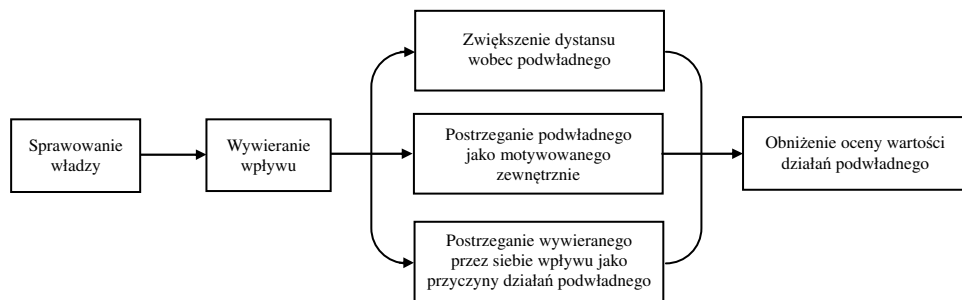 Sprawowanie
władzy
Wywieranie
wpływu
Zwiększenie dystansu
wobec podwładnego
Postrzeganie podwładnego
jako motywowanego
zewnętrznie
Postrzeganie wywieranego
przez siebie wpływu jako
przyczyny działań podwładnego
Obniżenie oceny wartości
działań podwładnego